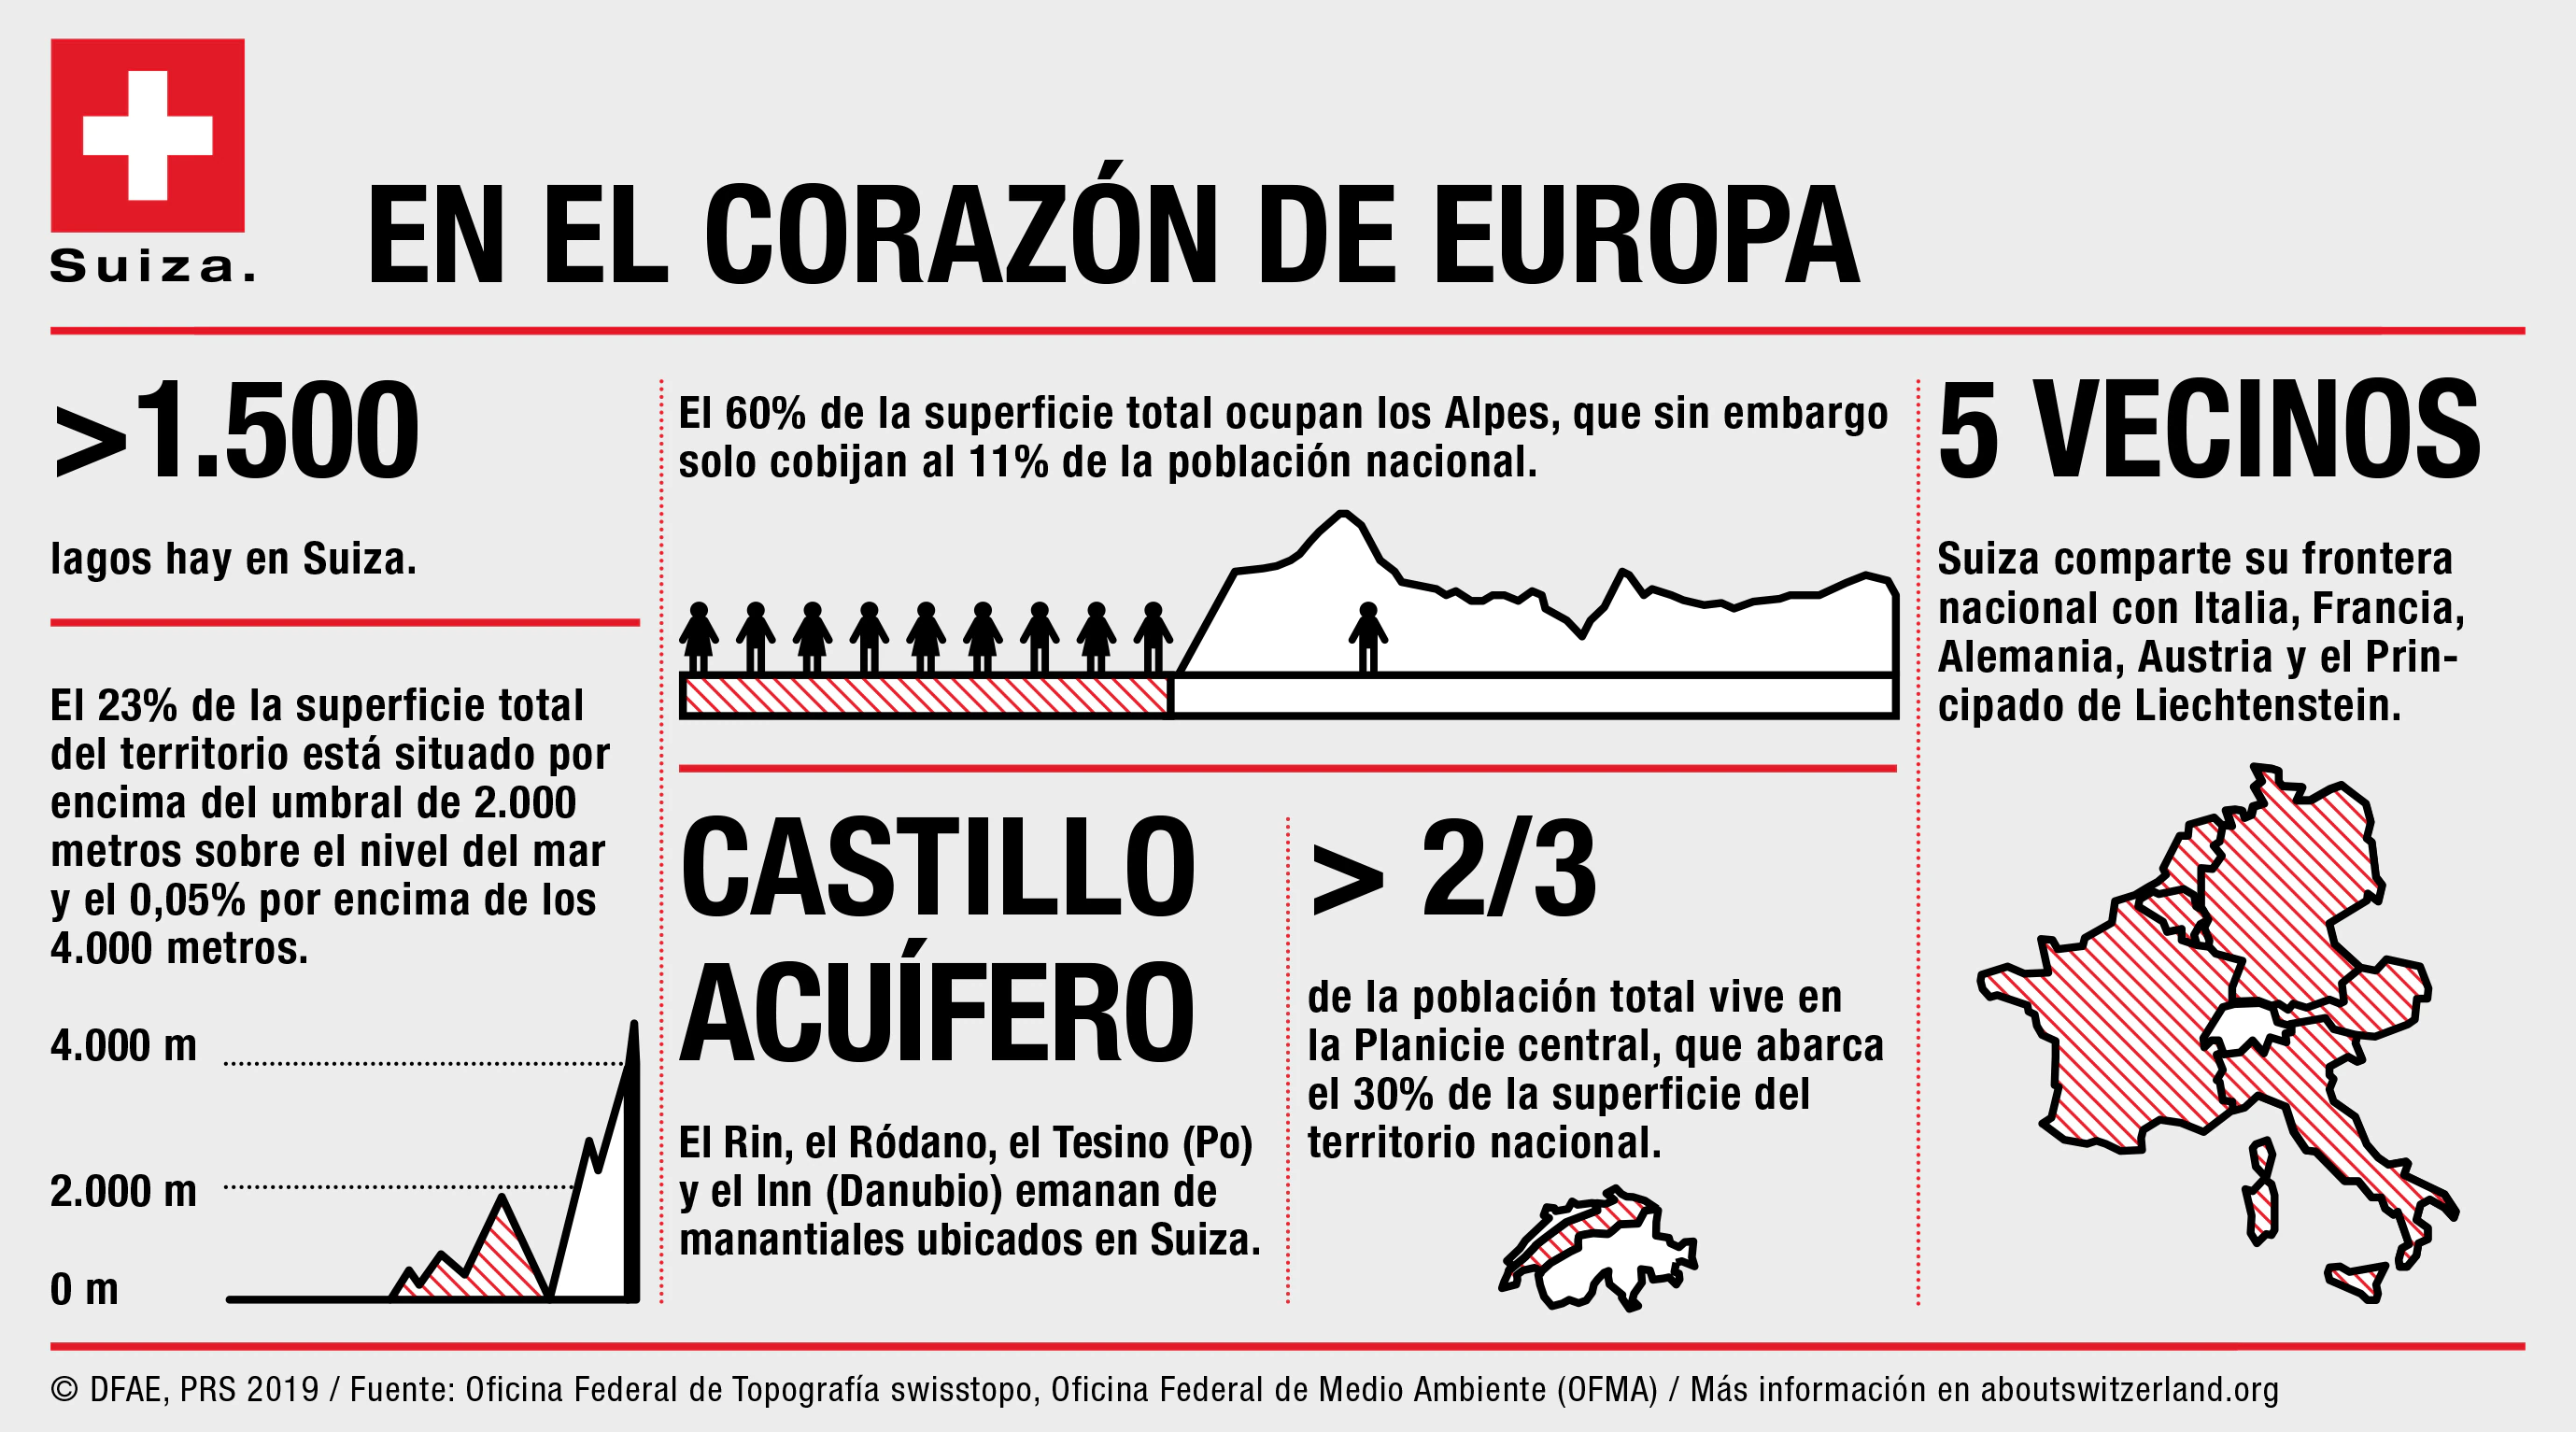 Suiza.
EN EL CORAZÓN DE EUROPA
>1.500
lagos hay en Suiza.
El 23% de la superficie total
del territorio está situado por
encima del umbral de 2.000
metros sobre el nivel del mar
y el 0,05% por encima de los
4.000 metros.
4.000 m
2.000 m
0 m
El 60% de la superficie total ocupan los Alpes, que sin embargo
solo cobijan al 11% de la población nacional.
CASTILLO
ACUÍFERO
El Rin, el Ródano, el Tesino (Po)
y el Inn (Danubio) emanan de
manantiales ubicados en Suiza.
> 2/3
de la población total vive en
la Planicie central, que abarca
el 30% de la superficie del
territorio nacional.
5 VECINOS
Suiza comparte su frontera
nacional con Italia, Francia,
Alemania, Austria y el Prin-
cipado de Liechtenstein.
© DFAE, PRS 2019 / Fuente: Oficina Federal de Topografía swisstopo, Oficina Federal de Medio Ambiente (OFMA) / Más información en aboutswitzerland.org